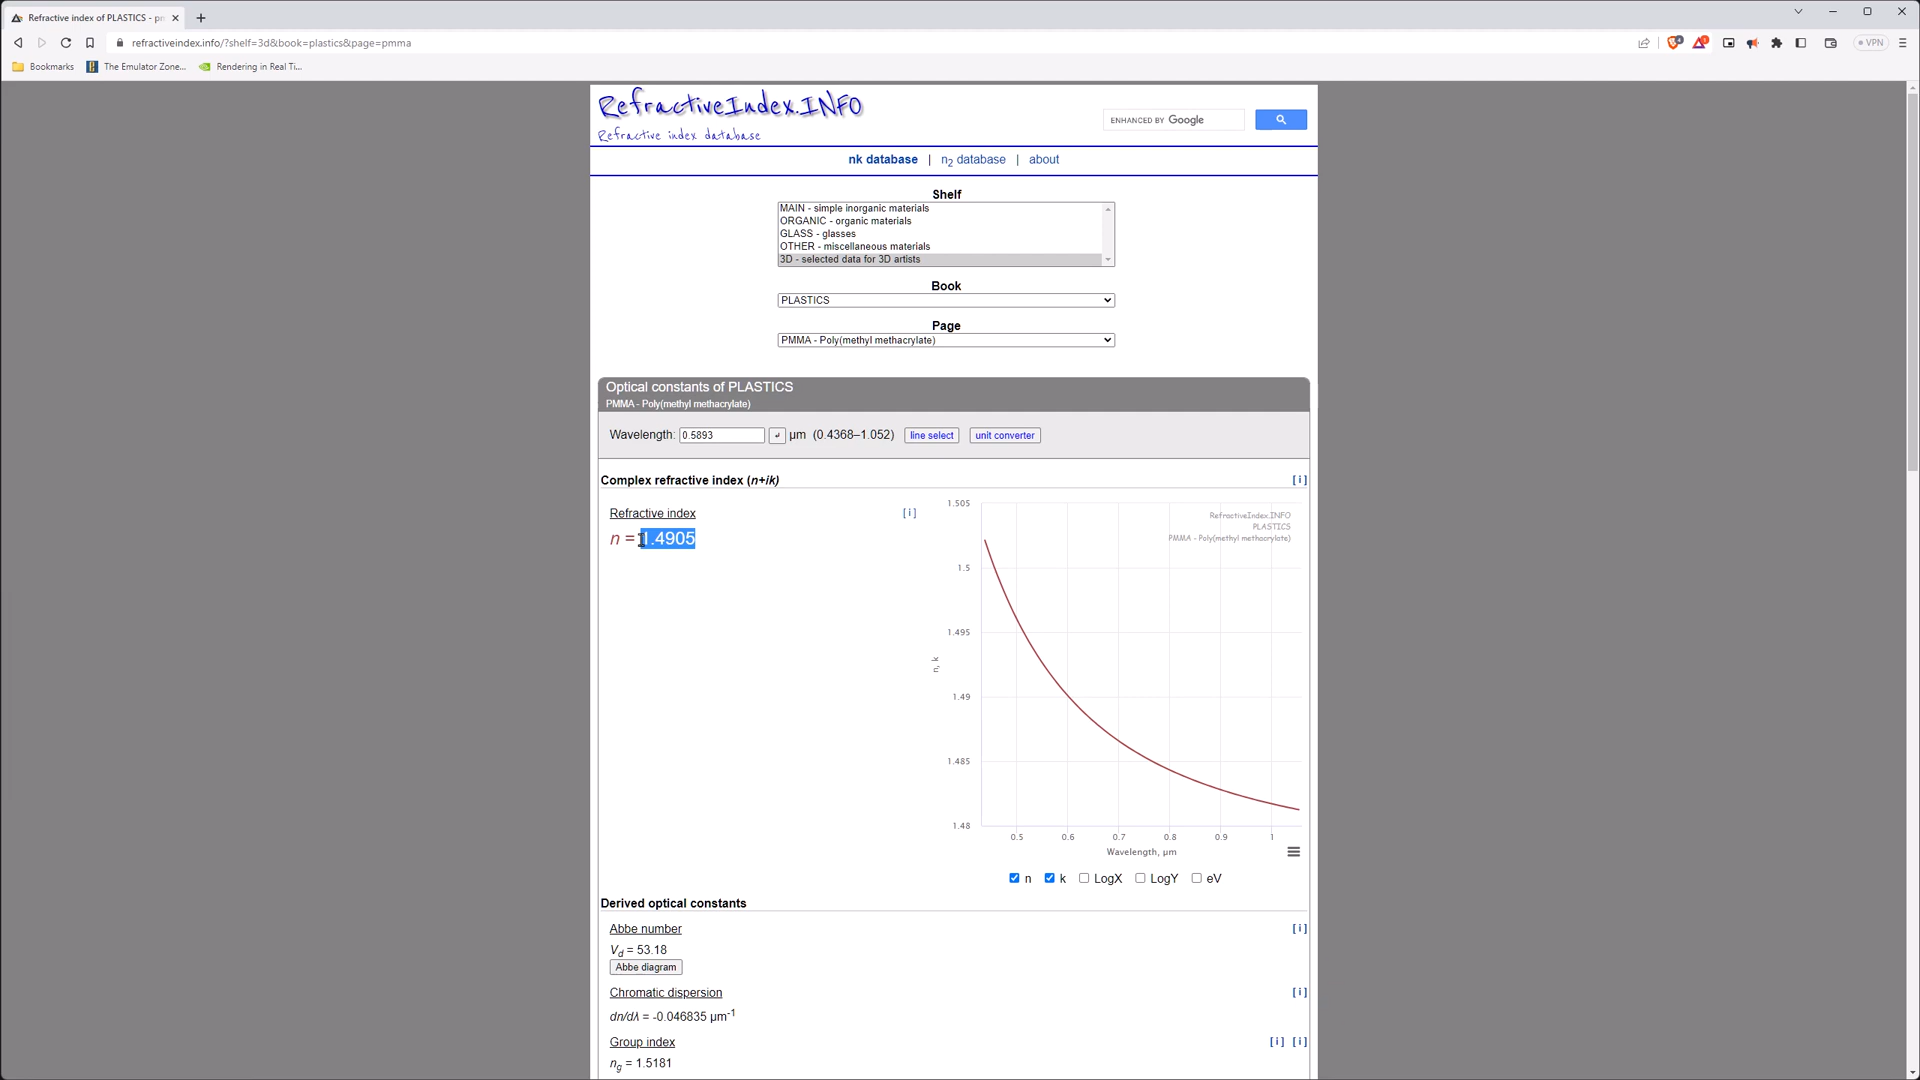 Refractive index of PLASTICS - pm
refractiveindex.info/?shelf=3d&book=plastics&page=pmma
VPN
Bookmarks
The Emulator Zone...
Rendering in Real Ti...
RefractiveIndex.INFO
Refractive index database
ENHANCED BY Google
nk database | n2 database | about
Shelf
MAIN - simple inorganic materials
ORGANIC - organic materials
GLASS - glasses
OTHER - miscellaneous materials
3D - selected data for 3D artists
Book
PLASTICS
Page
PMMA - Poly(methyl methacrylate)
Optical constants of PLASTICS
PMMA - Poly(methyl methacrylate)
Wavelength: 0.5893 µm (0.4368–1.052) line select unit converter
Complex refractive index (n+ik) [ i ]
Refractive index [ i ]
n = 1.4905
1.505
1.5
1.495
1.49
1.485
1.48
n, k
RefractiveIndex.INFO
PLASTICS
PMMA - Poly(methyl methacrylate)
0.5 0.6 0.7 0.8 0.9 1
Wavelength, µm
n k LogX LogY eV
Derived optical constants
Abbe number [ i ]
Vd = 53.18
Abbe diagram
Chromatic dispersion [ i ]
dn/dλ = -0.046835 µm-1
Group index [ i ] [ i ]
ng = 1.5181